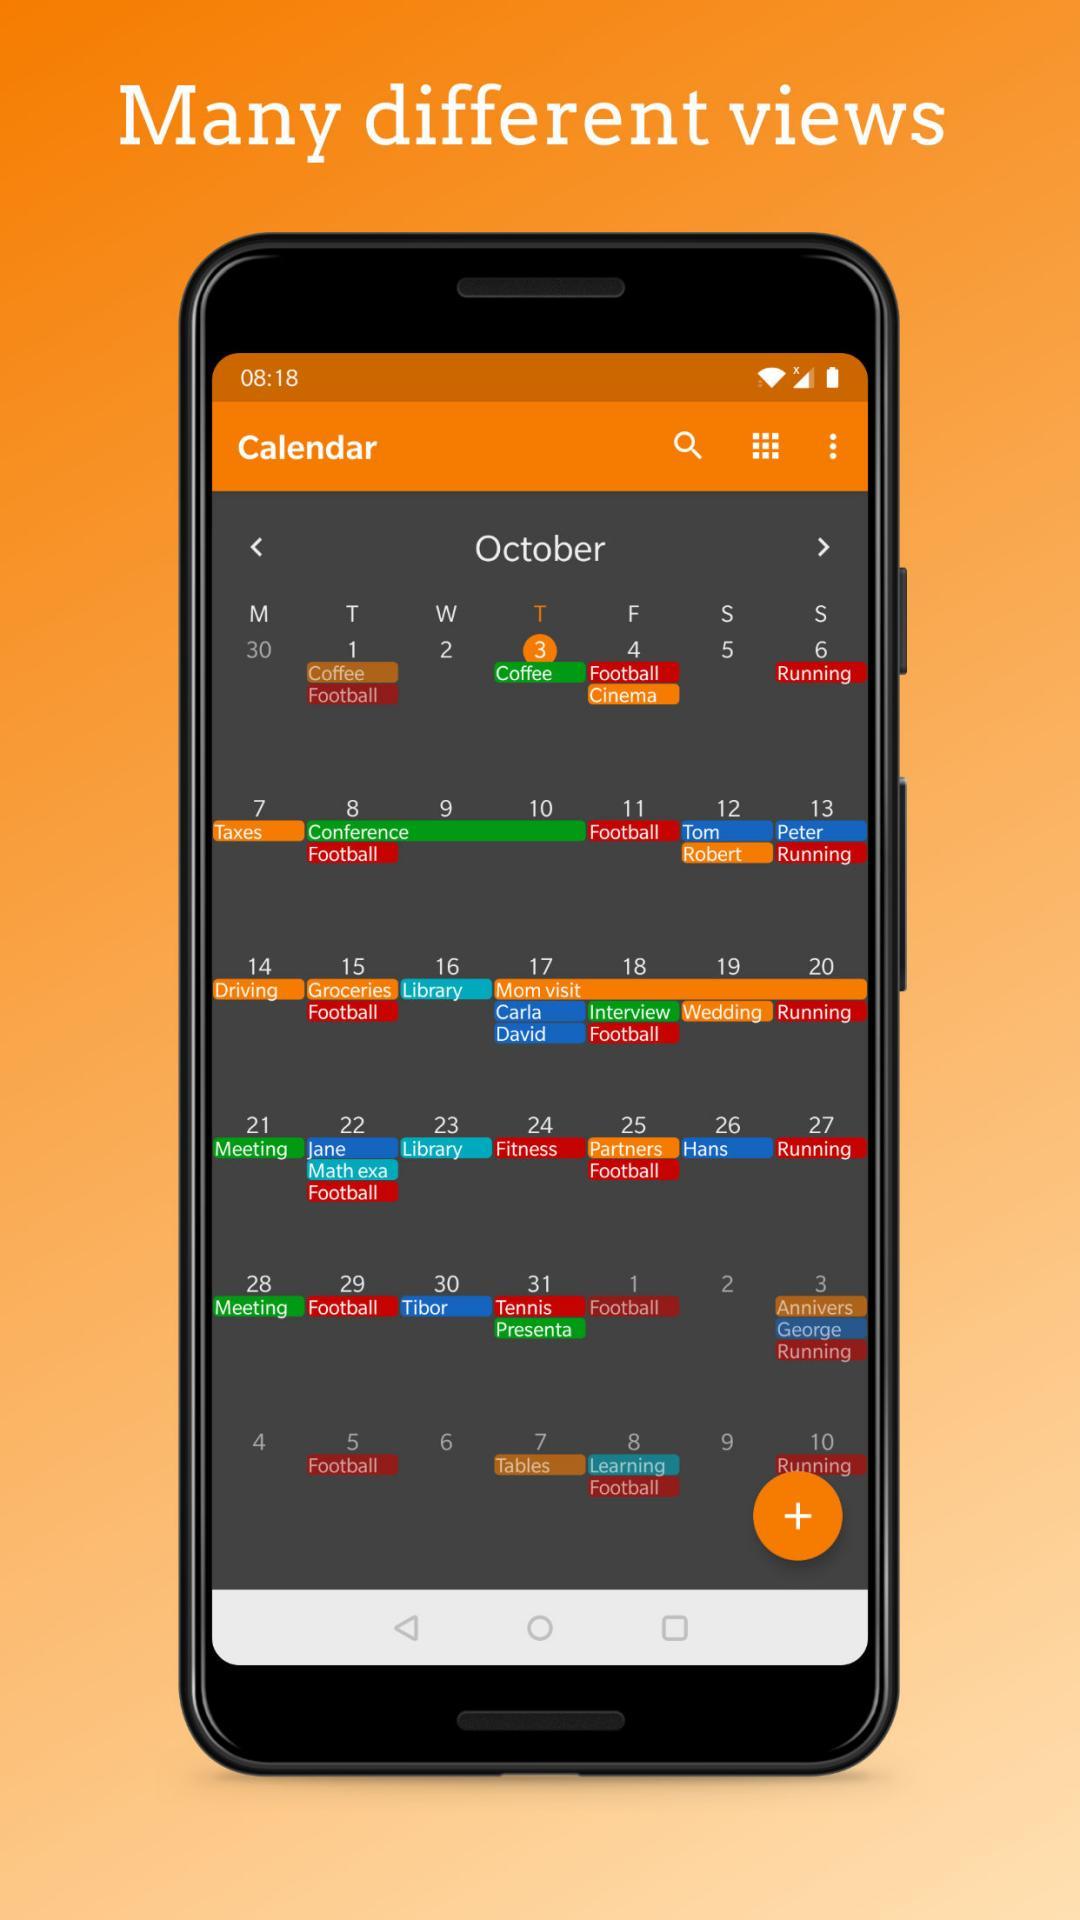 Many different views
08:18
Calendar
October
M T W T F S S
30 1 2 3 4 5 6
Coffee Coffee Football Running
Football Cinema
7 8 9 10 11 12 13
Taxes Conference Football Tom Peter
Football Robert Running
14 15 16 17 18 19 20
Driving Groceries Library Mom visit
Football Carla Interview Wedding Running
David Football
21 22 23 24 25 26 27
Meeting Jane Library Fitness Partners Hans Running
Math exa Football
Football
28 29 30 31 1 2 3
Meeting Football Tibor Tennis Football Annivers
Presenta George
Running
4 5 6 7 8 9 10
Football Tables Learning Running
Football
+